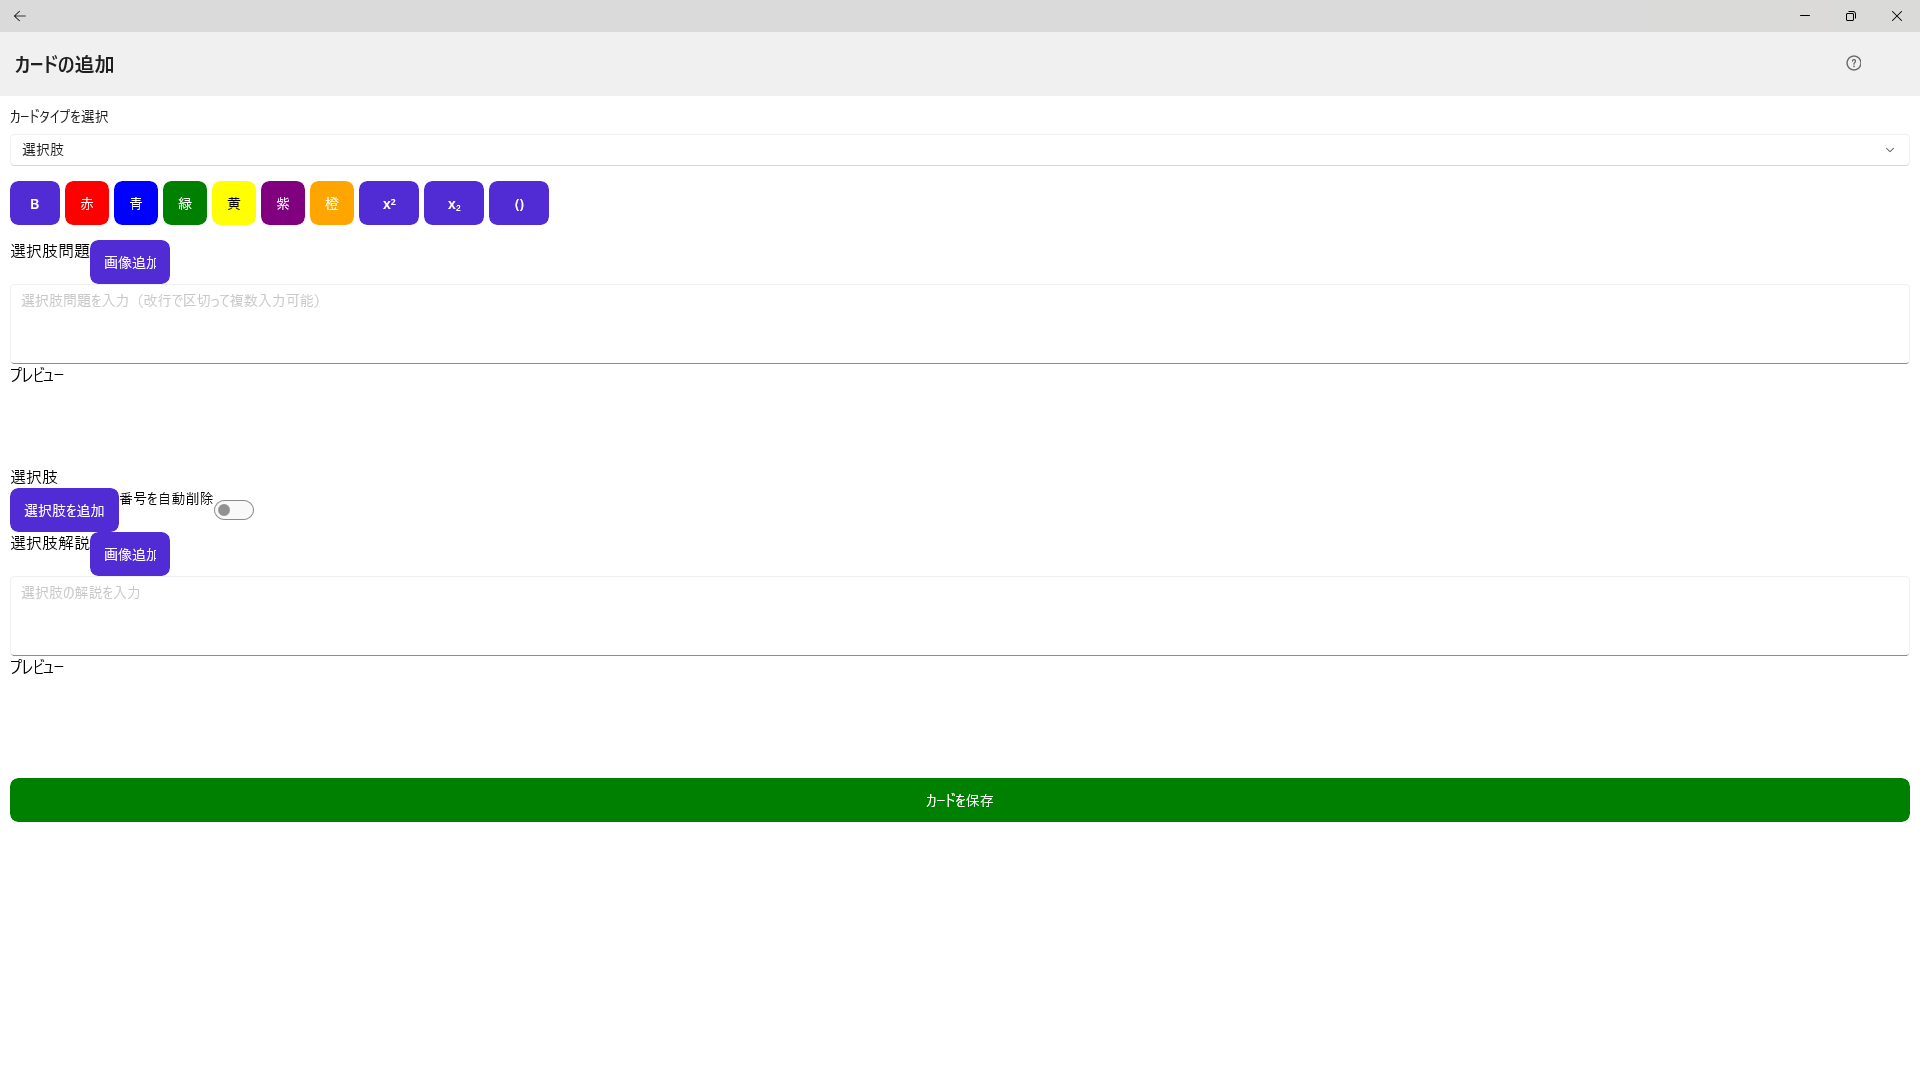 カードの追加
カードタイプを選択
選択肢
B 赤 青 緑 黄 紫 橙 x² x₂ ()
選択肢問題 画像追加
選択肢問題を入力（改行で区切って複数入力可能）
プレビュー
選択肢
選択肢を追加 番号を自動削除
選択肢解説 画像追加
選択肢の解説を入力
プレビュー
カードを保存